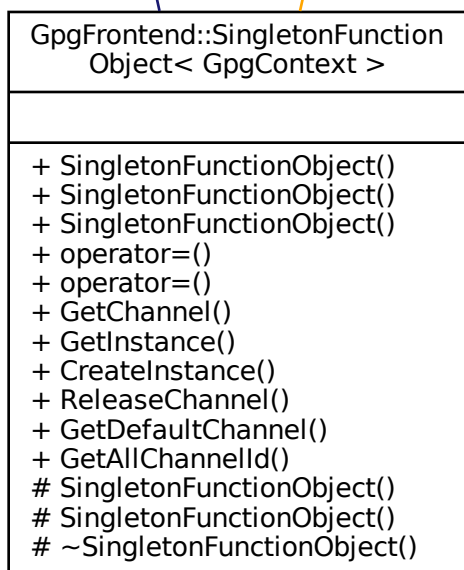 GpgFrontend::SingletonFunction
Object< GpgContext >
+ SingletonFunctionObject()
+ SingletonFunctionObject()
+ SingletonFunctionObject()
+ operator=()
+ operator=()
+ GetChannel()
+ GetInstance()
+ CreateInstance()
+ ReleaseChannel()
+ GetDefaultChannel()
+ GetAllChannelId()
# SingletonFunctionObject()
# SingletonFunctionObject()
# ~SingletonFunctionObject()